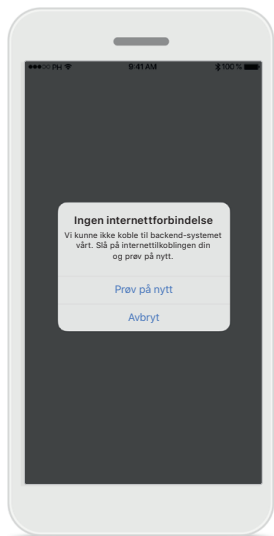 PH 9:41 AM 100 %
Ingen internettforbindelse
Vi kunne ikke koble til backend-systemet
vårt. Slå på internettilkoblingen din
og prøv på nytt.
Prøv på nytt
Avbryt